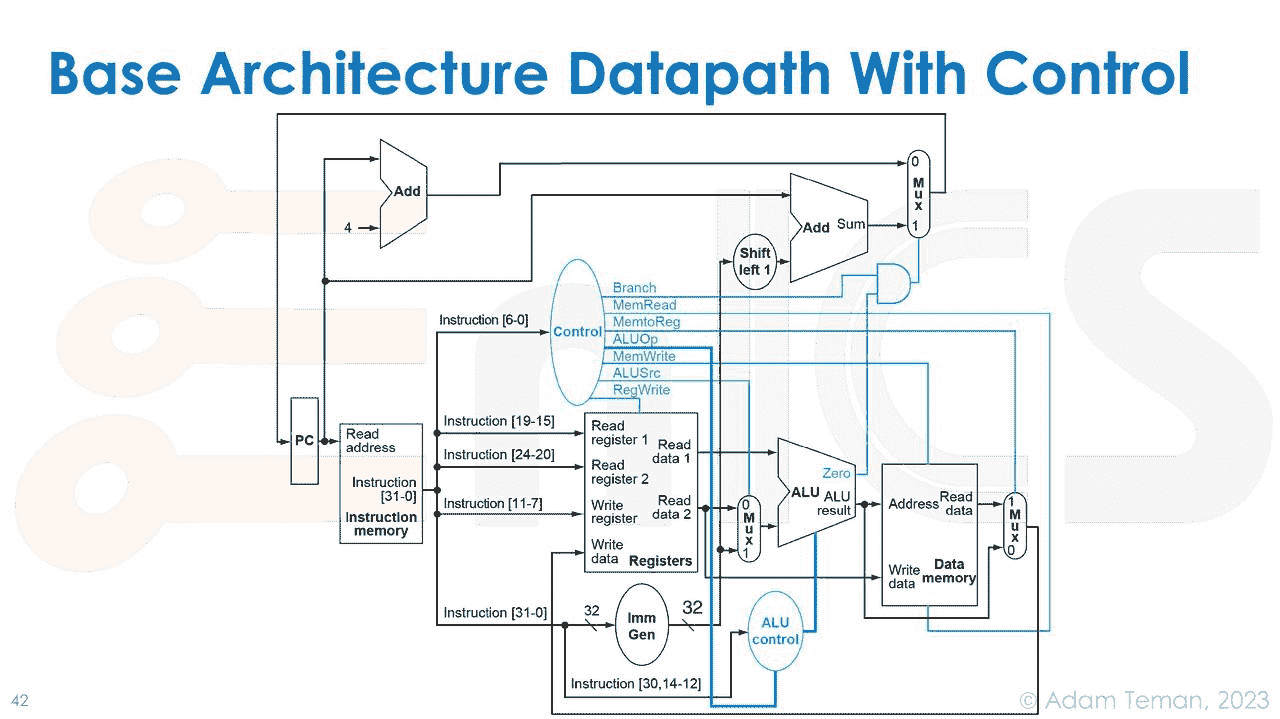 Base Architecture Datapath With Control
Add
4
0
Mux
1
Add Sum
Shift
left 1
Branch
MemRead
MemtoReg
ALUOp
MemWrite
ALUSrc
RegWrite
Control
Instruction [6-0]
Instruction [19-15]
Instruction [24-20]
Instruction [11-7]
Instruction [31-0]
PC
Read
address
Instruction
[31-0]
Instruction
memory
Read
register 1
Read
register 2
Write
register
Write
data
Read
data 1
Read
data 2
Registers
0
Mux
1
Zero
ALU
ALU
result
Address
Read
data
Write
data
Data
memory
1
Mux
0
32
Imm
Gen
32
ALU
control
Instruction [30,14-12]
42
© Adam Teman, 2023